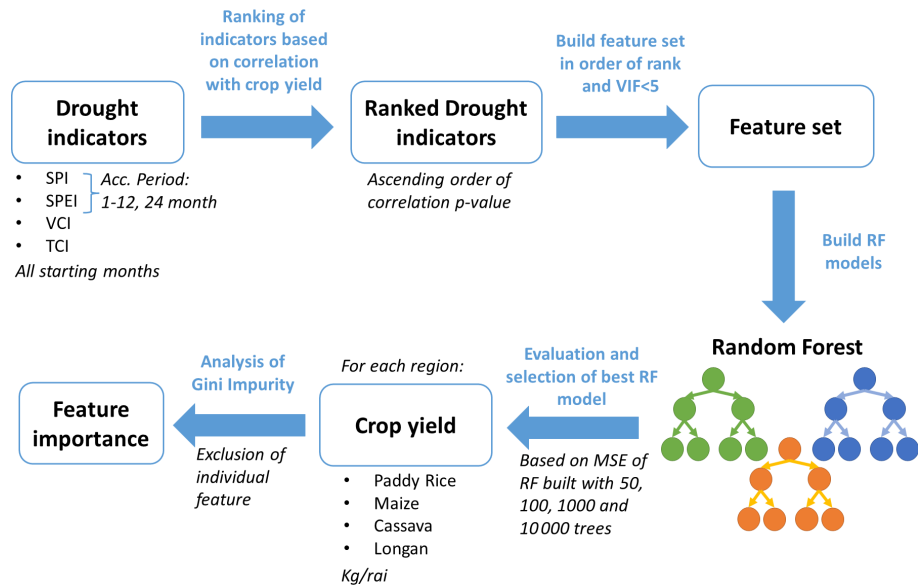 Ranking of
indicators based
on correlation
with crop yield
Build feature set
in order of rank
and VIF<5
Drought
indicators
Ranked Drought
indicators
Feature set
• SPI
• SPEI
• VCI
• TCI
Acc. Period:
1-12, 24 month
All starting months
Ascending order of
correlation p-value
Build RF
models
Random Forest
Evaluation and
selection of best RF
model
Based on MSE of
RF built with 50,
100, 1000 and
10 000 trees
For each region:
Crop yield
• Paddy Rice
• Maize
• Cassava
• Longan
Kg/rai
Analysis of
Gini Impurity
Exclusion of
individual
feature
Feature
importance